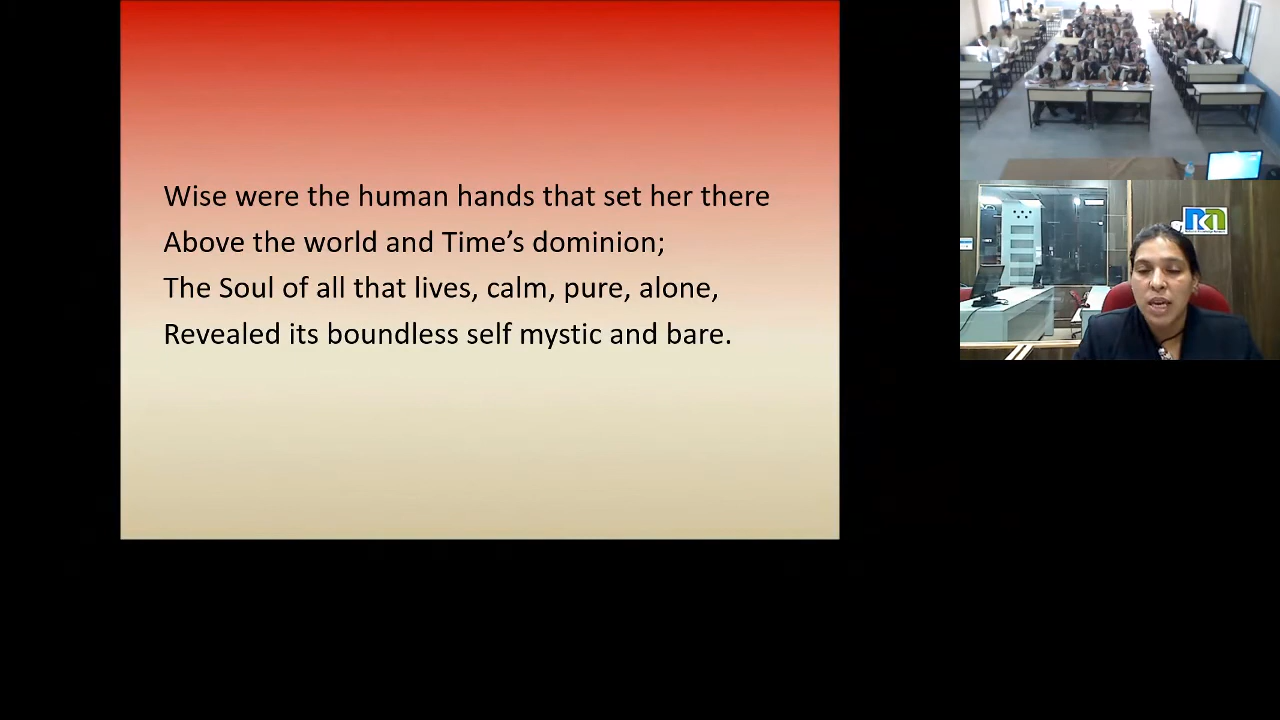 Wise were the human hands that set her there
Above the world and Time’s dominion;
The Soul of all that lives, calm, pure, alone,
Revealed its boundless self mystic and bare.